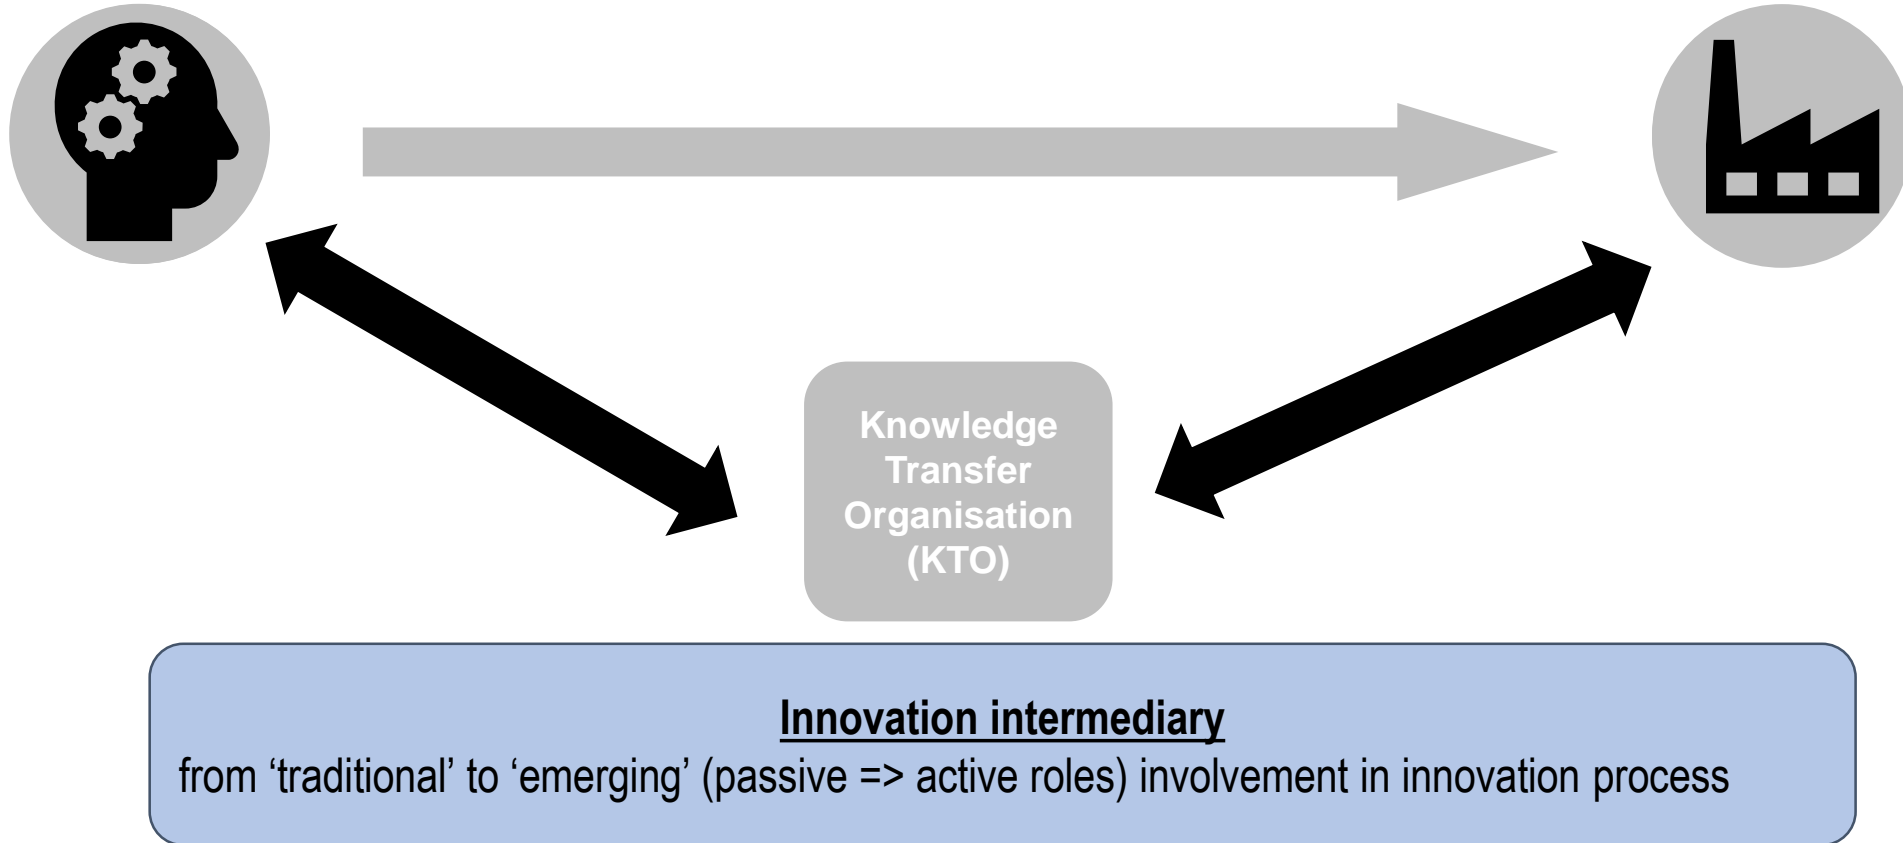 Knowledge
Transfer
Organisation
(KTO)
Innovation intermediary
from ‘traditional’ to ‘emerging’ (passive => active roles) involvement in innovation process